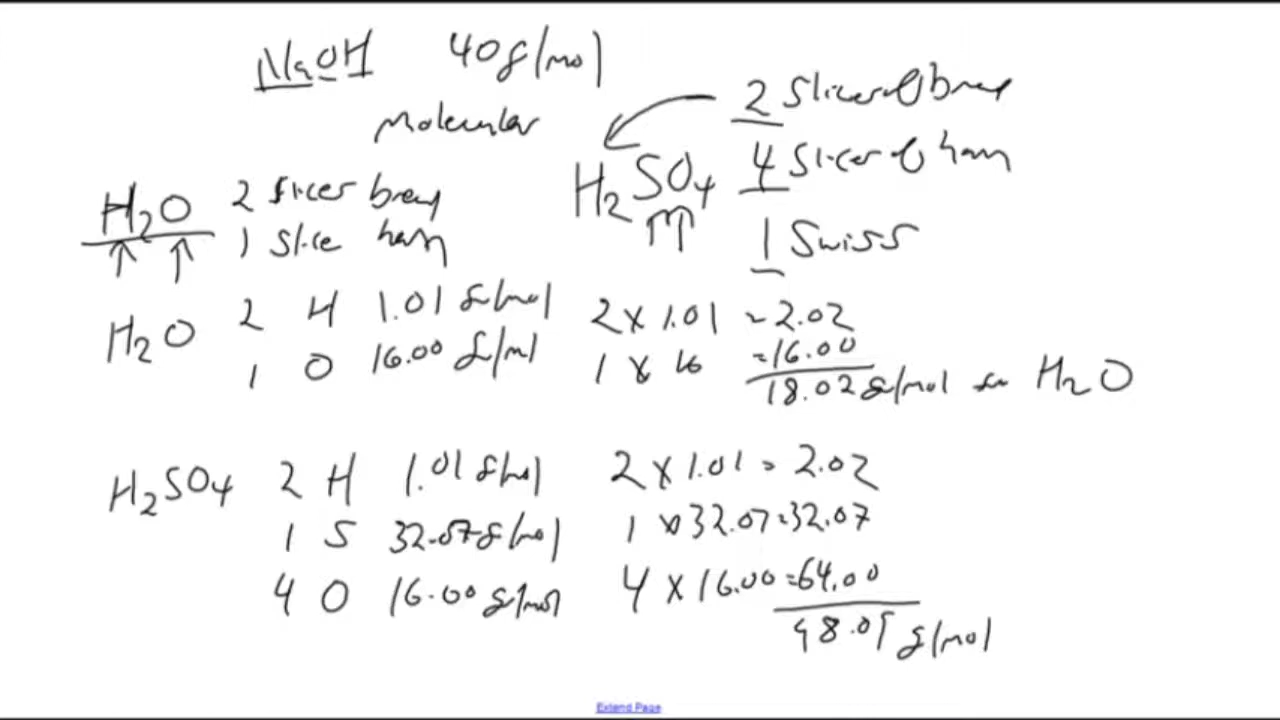 NaOH 40 g/mol
molecular
2 slices of bread
H2SO4 4 slices of ham
1 Swiss
H2O 2 slices bread
1 slice ham
H2O 2 H 1.01 g/mol 2 x 1.01 = 2.02
1 O 16.00 g/mol 1 x 16 = 16.00
18.02 g/mol for H2O
H2SO4 2 H 1.01 g/mol 2 x 1.01 = 2.02
1 S 32.07 g/mol 1 x 32.07 = 32.07
4 O 16.00 g/mol 4 x 16.00 = 64.00
98.09 g/mol
Extend Page